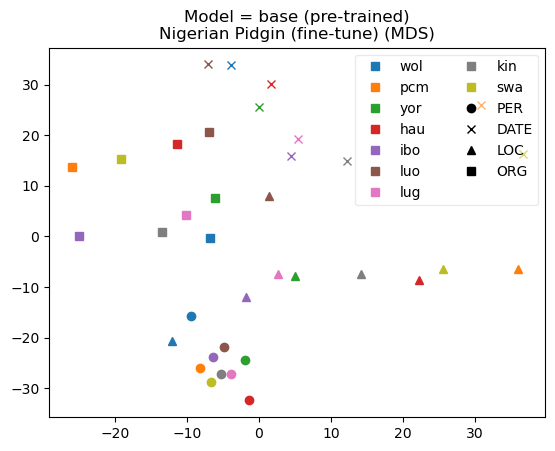 Model = base (pre-trained)
Nigerian Pidgin (fine-tune) (MDS)
wol kin
pcm swa
yor PER
hau DATE
ibo LOC
luo ORG
lug
30
20
10
0
−10
−20
−30
−20 −10 0 10 20 30